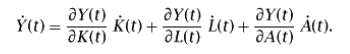 Ẏ(t) = ∂Y(t)/∂K(t) K̇(t) + ∂Y(t)/∂L(t) L̇(t) + ∂Y(t)/∂A(t) Ȧ(t).